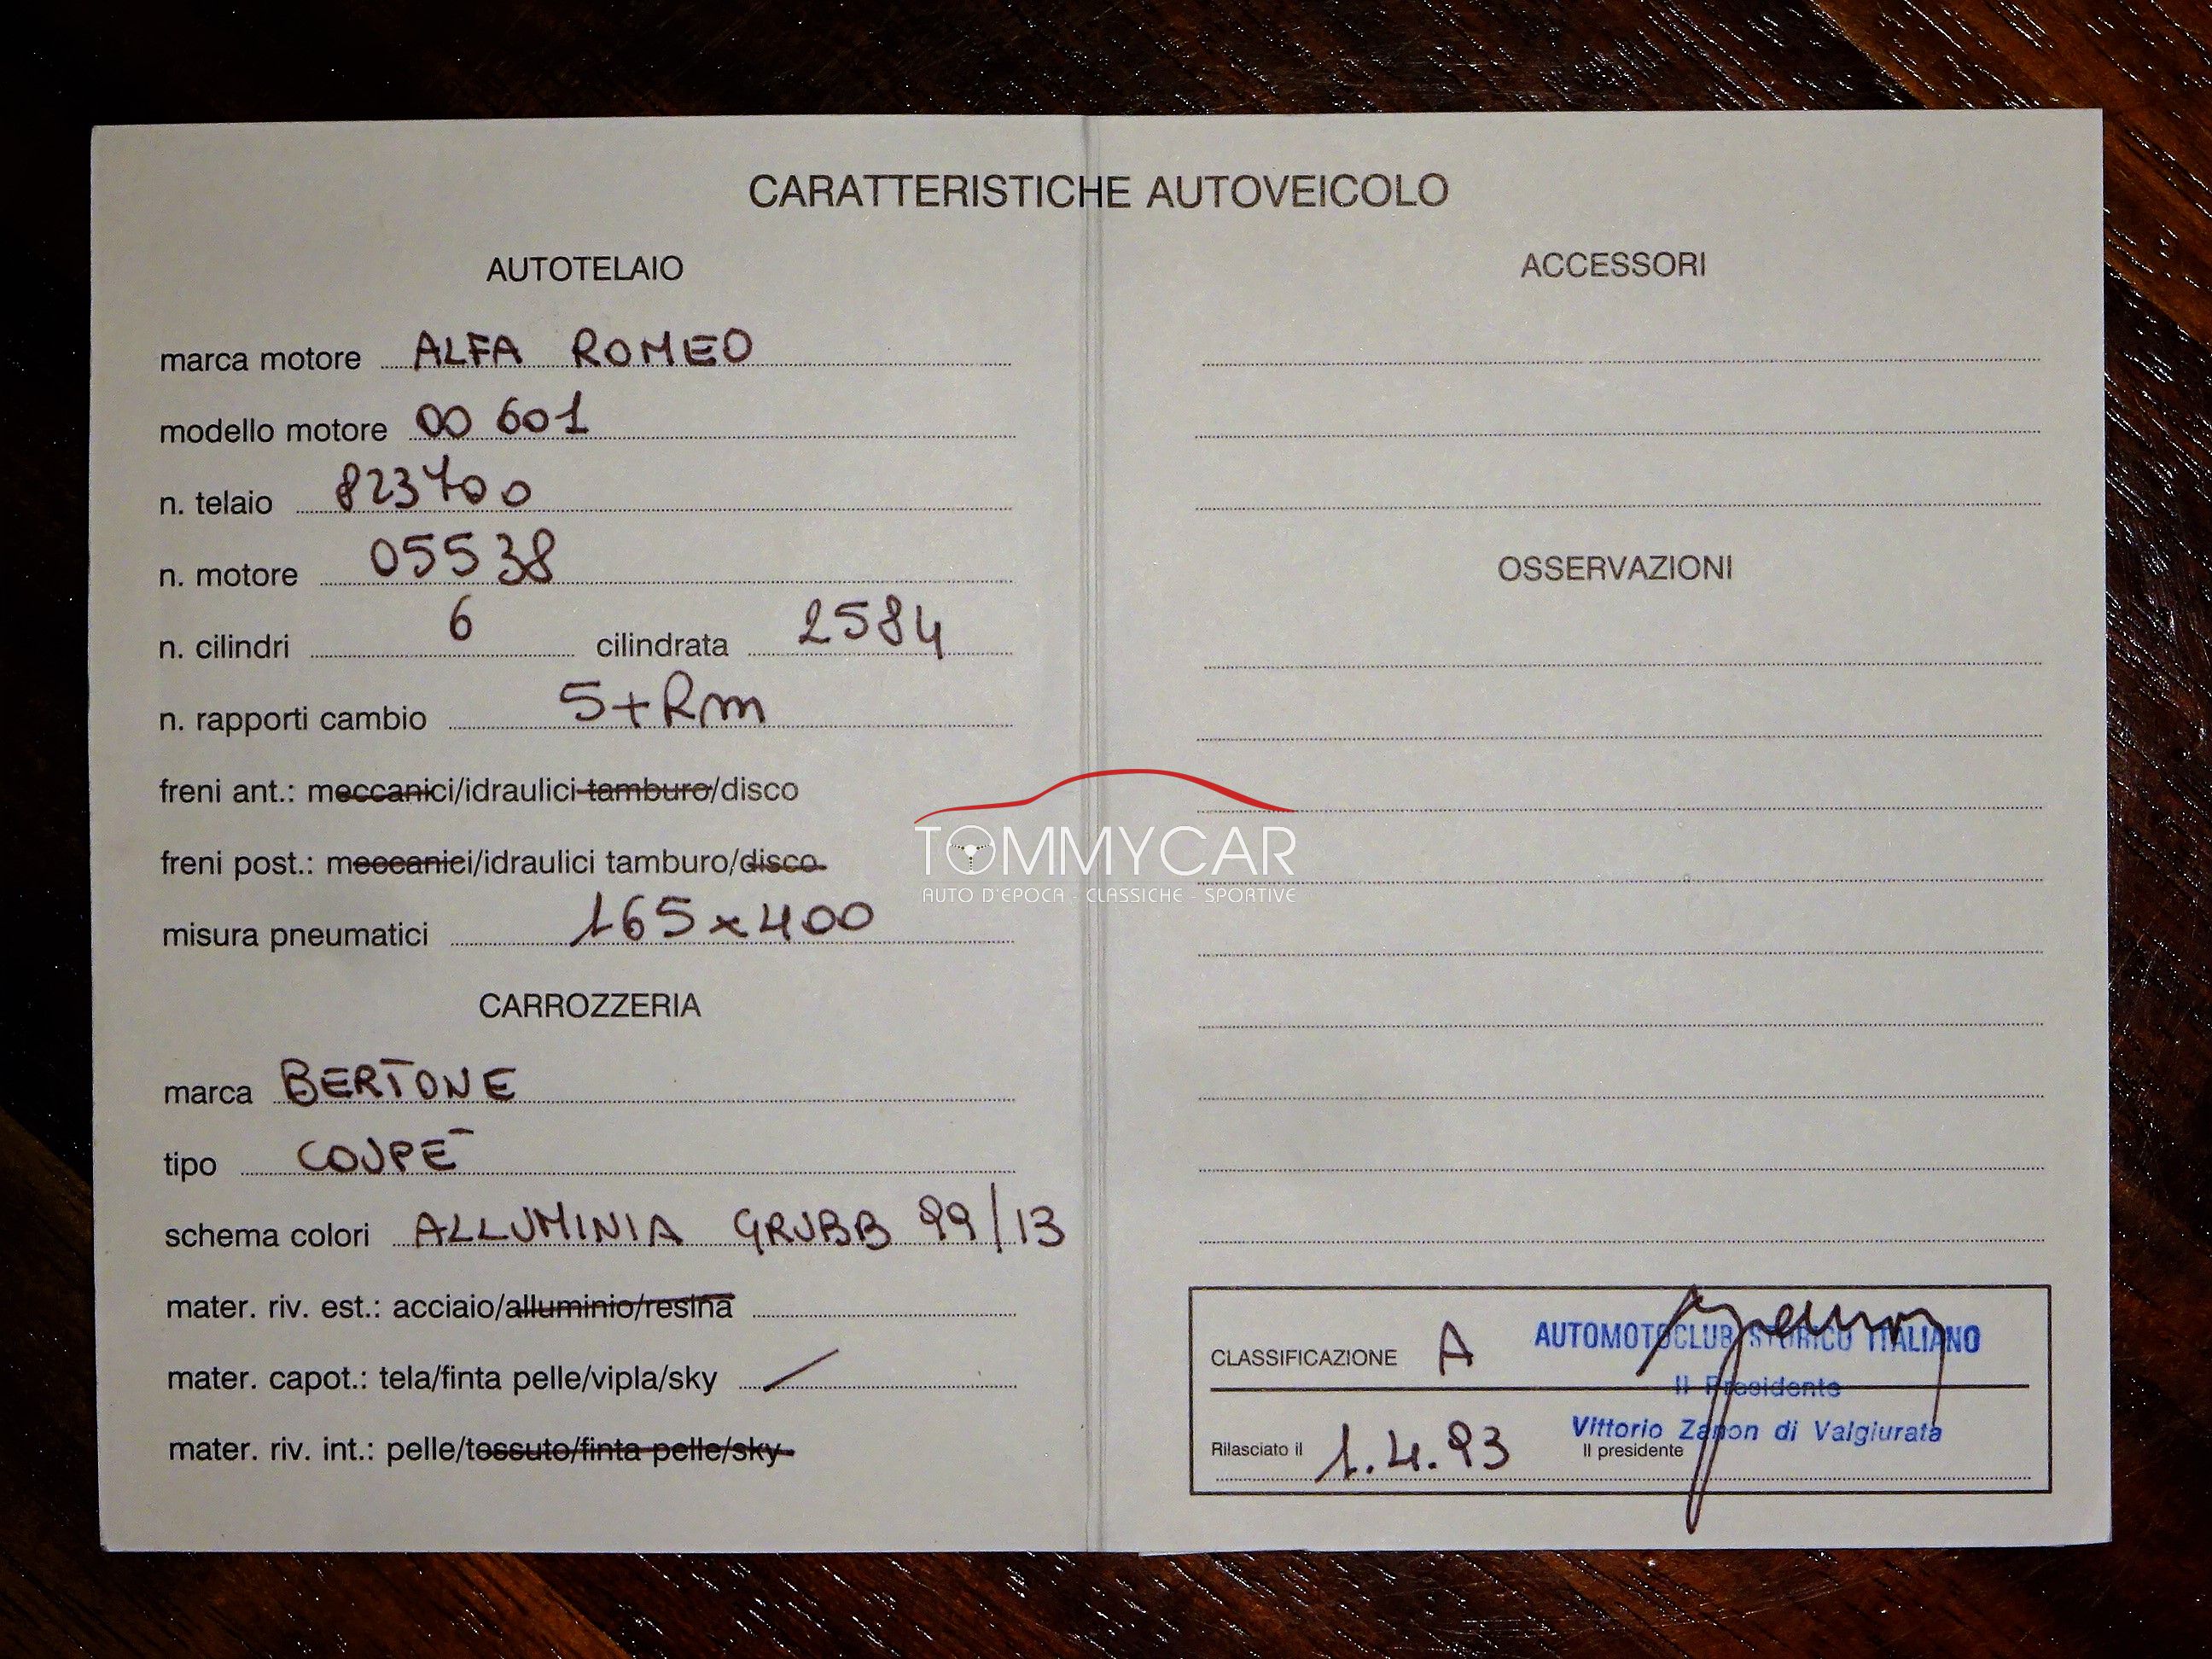 CARATTERISTICHE AUTOVEICOLO
AUTOTELAIO
marca motore ALFA ROMEO
modello motore 00 601
n. telaio 823700
n. motore 05538
n. cilindri 6 cilindrata 2584
n. rapporti cambio 5+Rm
freni ant.: meccanici/idraulici tamburo/disco
freni post.: meccanici/idraulici tamburo/disco
misura pneumatici 165x400
CARROZZERIA
marca BERTONE
tipo COUPE
schema colori ALLUMINIA GRUBB 99/13
mater. riv. est.: acciaio/alluminio/resina
mater. capot.: tela/finta pelle/vipla/sky
mater. riv. int.: pelle/tessuto/finta pelle/sky
ACCESSORI
OSSERVAZIONI
CLASSIFICAZIONE A AUTOMOTOCLUB STORICO ITALIANO
Il Presidente
Vittorio Zanon di Valgiurata
Rilasciato il 1.4.93 Il presidente
TOMMYCAR
AUTO D'EPOCA - CLASSICHE - SPORTIVE